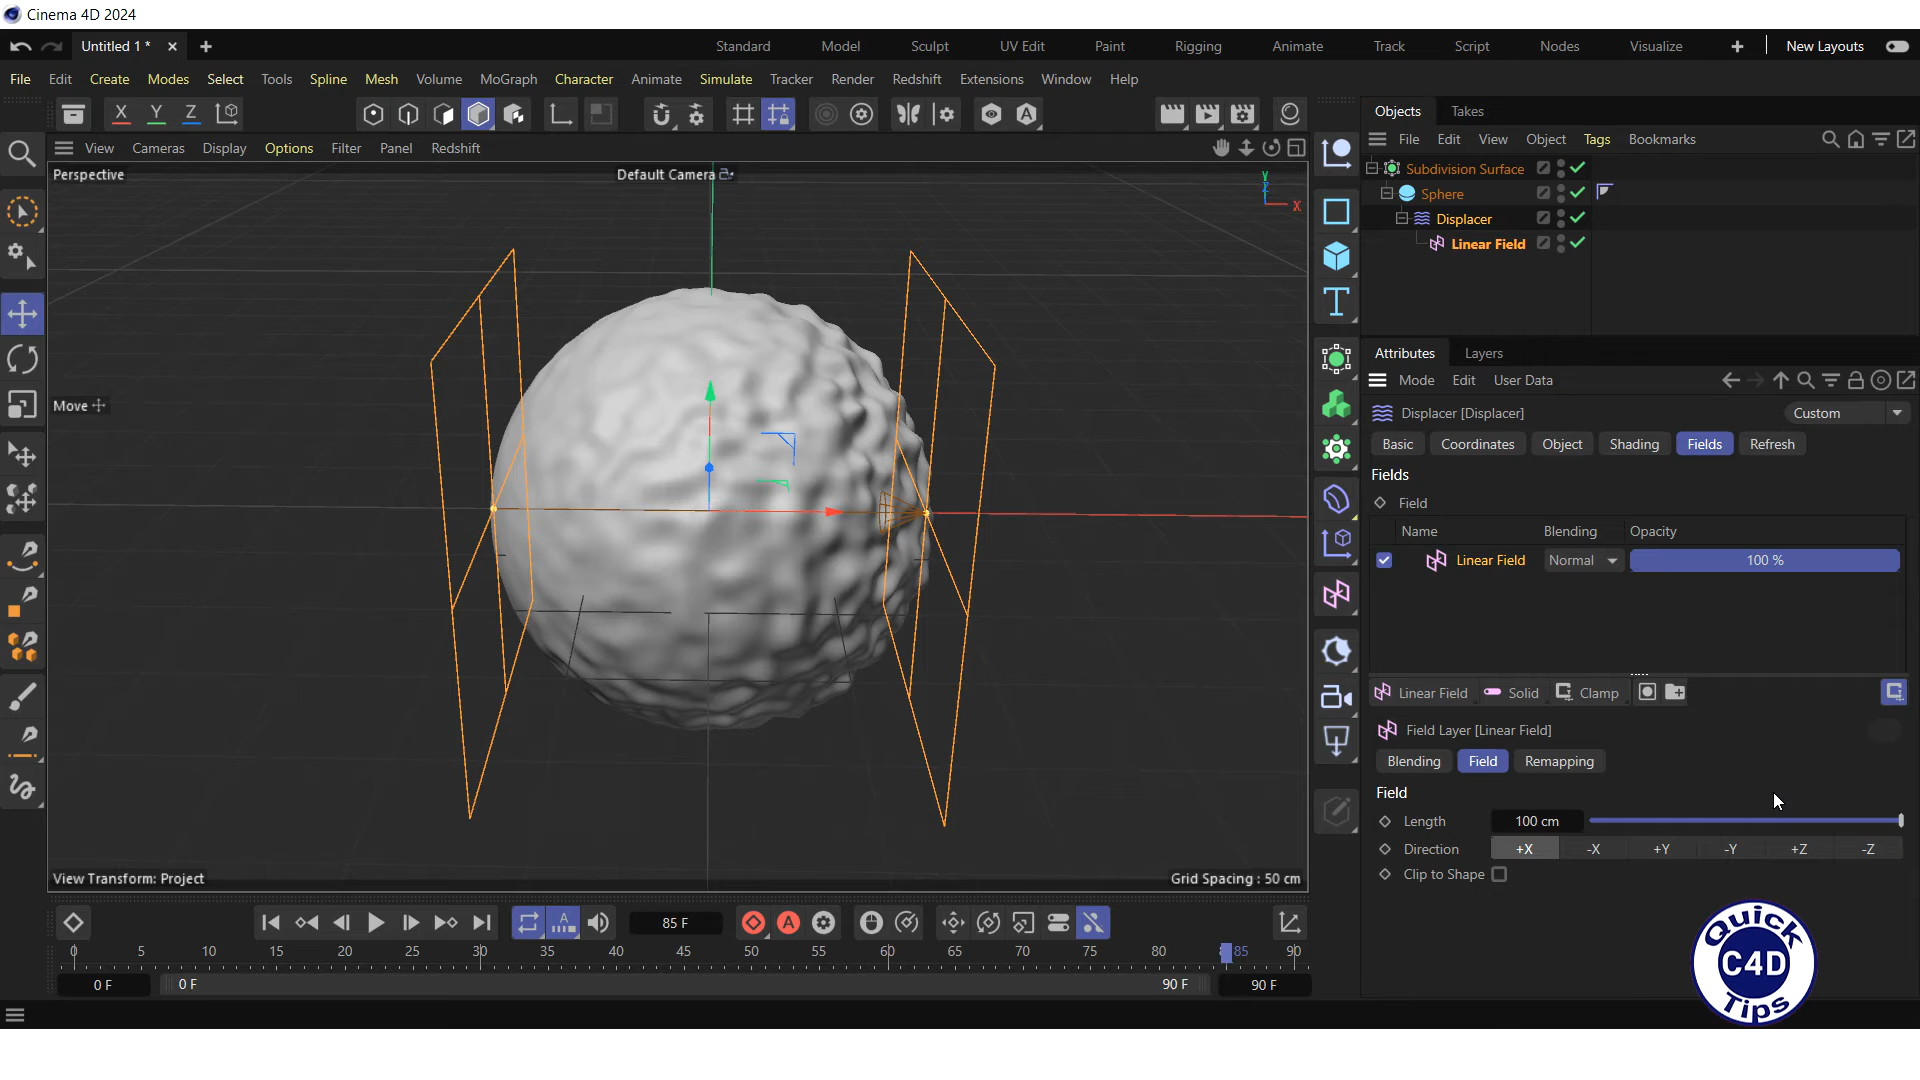 Cinema 4D 2024
Untitled 1 *
Standard Model Sculpt UV Edit Paint Rigging Animate Track Script Nodes Visualize New Layouts
File Edit Create Modes Select Tools Spline Mesh Volume MoGraph Character Animate Simulate Tracker Render Redshift Extensions Window Help
X Y Z
View Cameras Display Options Filter Panel Redshift
Perspective
Default Camera
Y
Z
X
Move
View Transform: Project
Grid Spacing : 50 cm
Objects Takes
File Edit View Object Tags Bookmarks
Subdivision Surface
Sphere
Displacer
Linear Field
Attributes Layers
Mode Edit User Data
Displacer [Displacer]
Custom
Basic Coordinates Object Shading Fields Refresh
Fields
Field
Name Blending Opacity
Linear Field Normal 100 %
Linear Field Solid Clamp
Field Layer [Linear Field]
Blending Field Remapping
Field
Length 100 cm
Direction +X -X +Y -Y +Z -Z
Clip to Shape
85 F
0 5 10 15 20 25 30 35 40 45 50 55 60 65 70 75 80 85 90
0 F 0 F 90 F 90 F
Quick
C4D
Tips